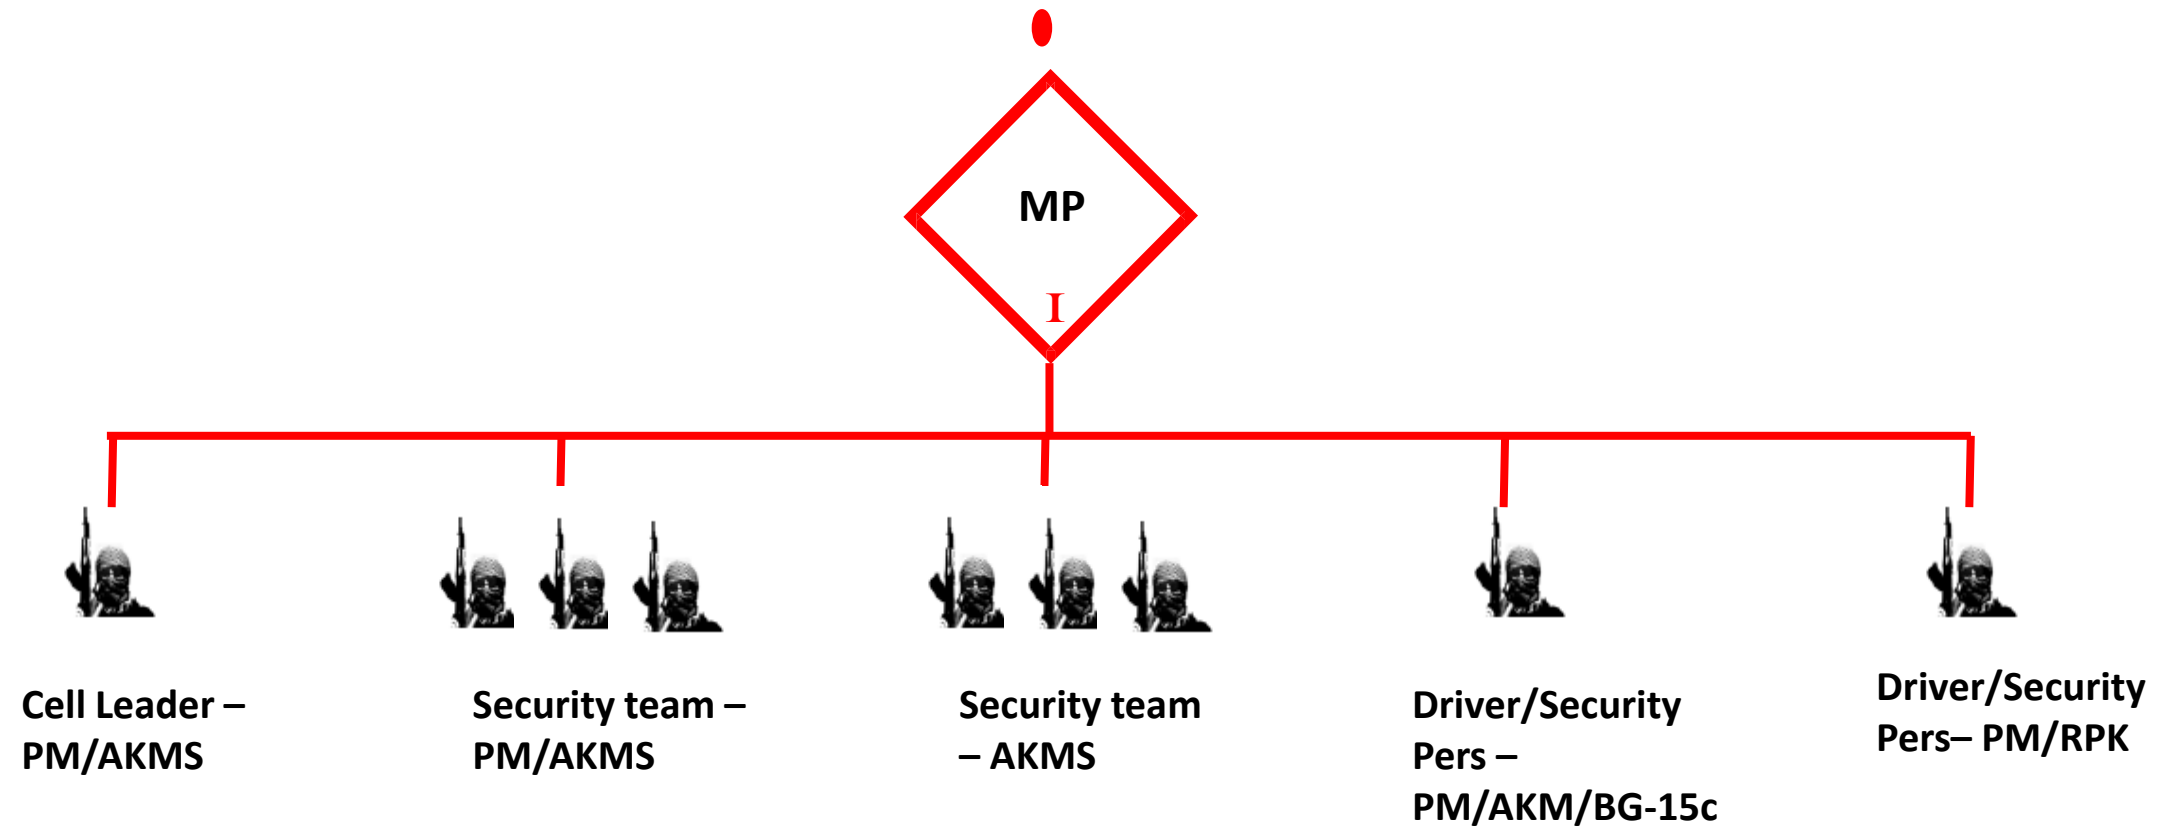 MP
I
Cell Leader –
PM/AKMS
Security team –
PM/AKMS
Security team
– AKMS
Driver/Security
Pers –
PM/AKM/BG-15c
Driver/Security
Pers– PM/RPK